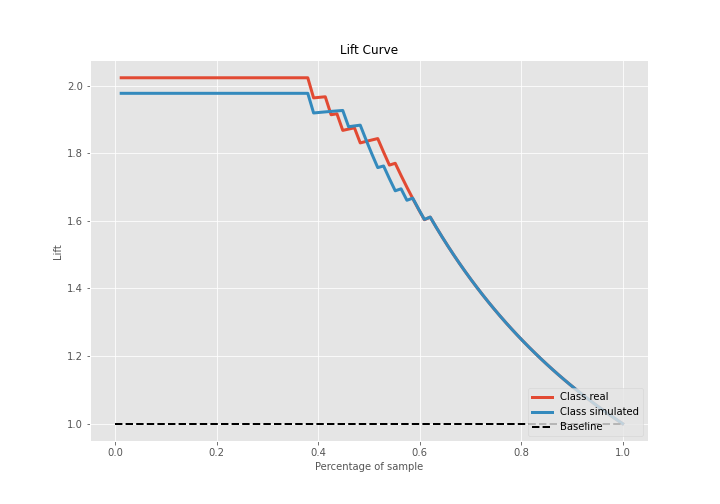 Lift Curve
Lift
2.0
1.8
1.6
1.4
1.2
1.0
0.0 0.2 0.4 0.6 0.8 1.0
Percentage of sample
Class real
Class simulated
Baseline